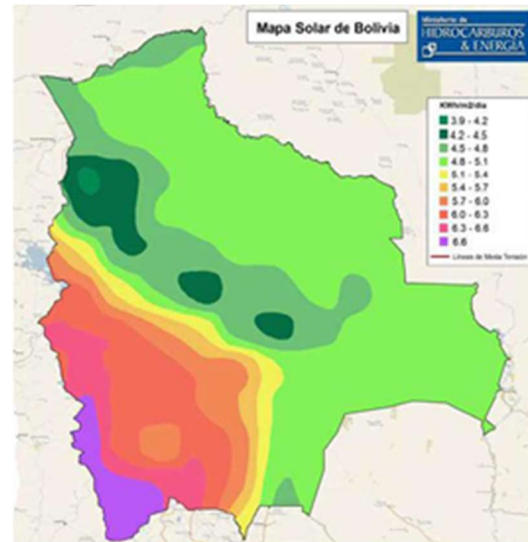 Mapa Solar de Bolivia
Ministerio de
HIDROCARBUROS
& ENERGÍA
KWh/m2/dia
3.9 - 4.2
4.2 - 4.5
4.5 - 4.8
4.8 - 5.1
5.1 - 5.4
5.4 - 5.7
5.7 - 6.0
6.0 - 6.3
6.3 - 6.6
6.6
Líneas de Media Tensión